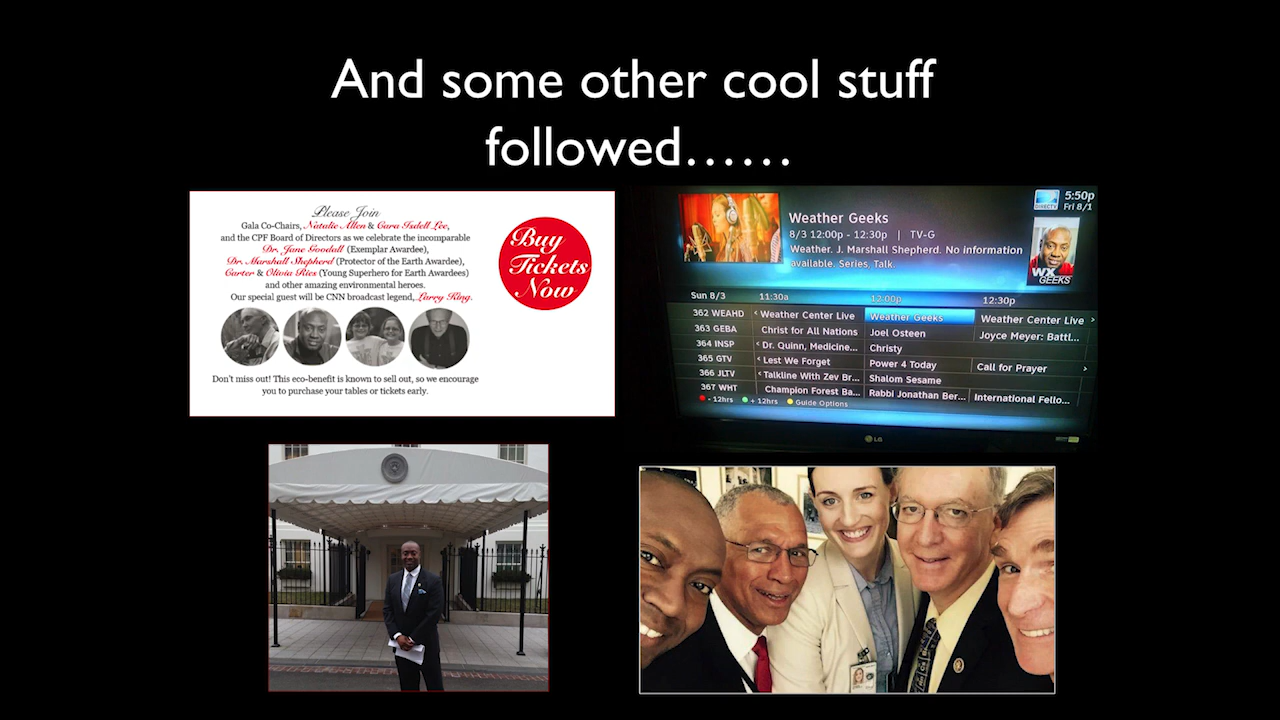 And some other cool stuff
followed......
Please Join
Gala Co-Chairs, Natalie Allen & Cara Isdell Lee,
and the CPF Board of Directors as we celebrate the incomparable
Dr. Jane Goodall (Exemplar Awardee),
Dr. Marshall Shepherd (Protector of the Earth Awardee),
Carter & Olivia Ries (Young Superhero for Earth Awardees)
and other amazing environmental heroes.
Our special guest will be CNN broadcast legend, Larry King.
Don't miss out! This eco-benefit is known to sell out, so we encourage
you to purchase your tables or tickets early.
Buy
Tickets
Now
Weather Geeks
8/3 12:00p - 12:30p | TV-G
Weather. J. Marshall Shepherd. No information
available. Series, Talk.
DIRECTV
5:50p
Fri 8/1
WX
GEEKS
Sun 8/3 11:30a 12:00p 12:30p
362 WEAHD Weather Center Live Weather Geeks Weather Center Live
363 GEBA Christ for All Nations Joel Osteen Joyce Meyer: Battl...
364 INSP Dr. Quinn, Medicine... Christy
365 GTV Lest We Forget Power 4 Today Call for Prayer
366 JLTV Talkline With Zev Br... Shalom Sesame
367 WHT Champion Forest Ba... Rabbi Jonathan Ber... International Fello...
- 12hrs + 12hrs Guide Options
LG